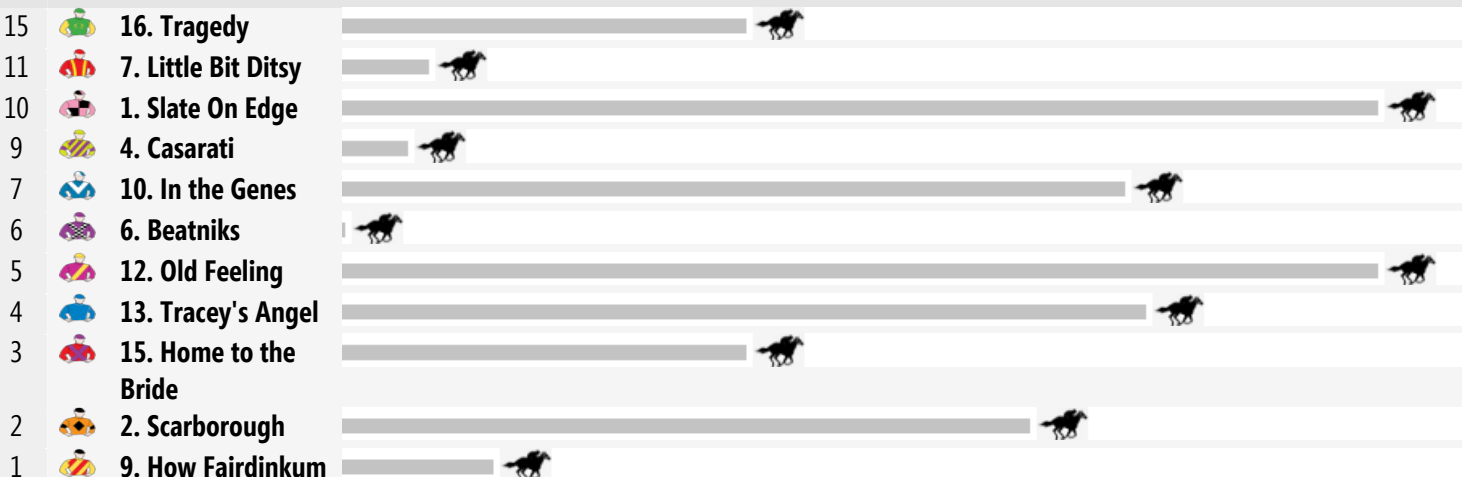 15 16. Tragedy
11 7. Little Bit Ditsy
10 1. Slate On Edge
9 4. Casarati
7 10. In the Genes
6 6. Beatniks
5 12. Old Feeling
4 13. Tracey's Angel
3 15. Home to the
Bride
2 2. Scarborough
1 9. How Fairdinkum